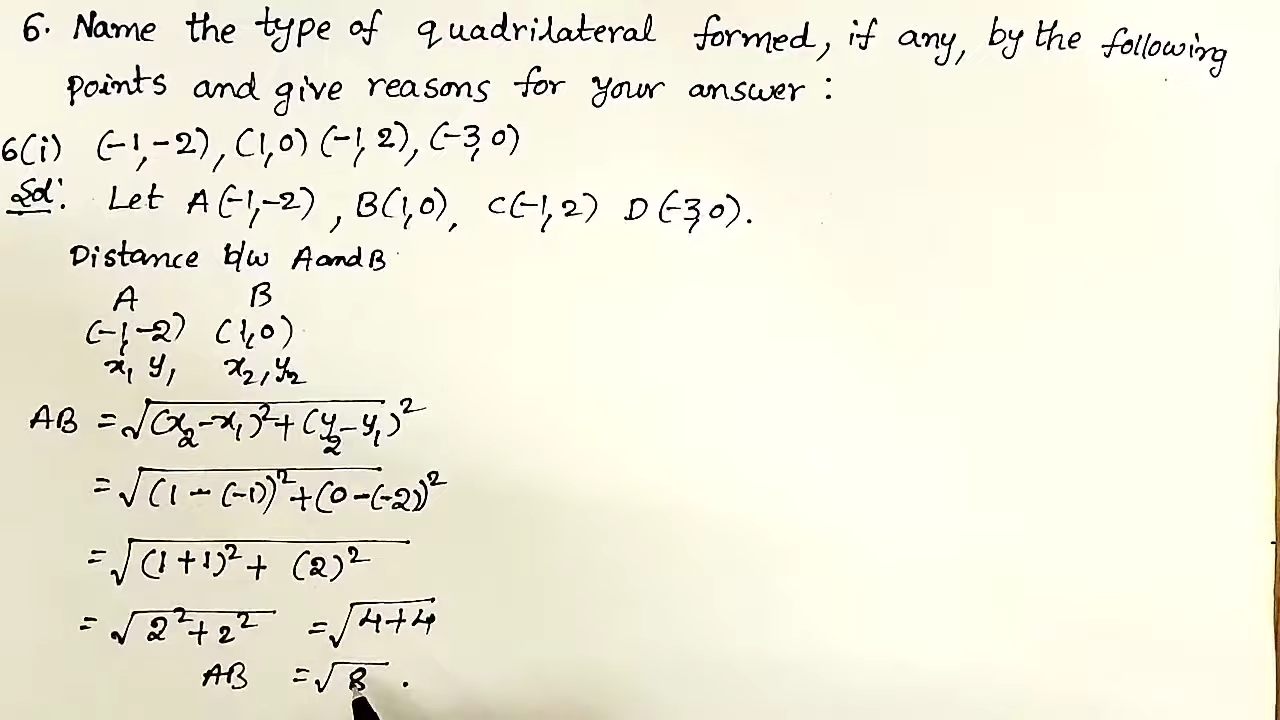 6. Name the type of quadrilateral formed, if any, by the following
points and give reasons for your answer :
6(i) (-1,-2), (1,0) (-1,2), (-3,0)
Sol: Let A(-1,-2), B(1,0), C(-1,2) D(-3,0).
Distance b/w A and B
A B
(-1,-2) (1,0)
x₁ y₁ x₂, y₂
AB = √(x₂-x₁)²+(y₂-y₁)²
= √(1-(-1))²+(0-(-2))²
= √(1+1)²+ (2)²
= √2²+2² = √4+4
AB = √8.